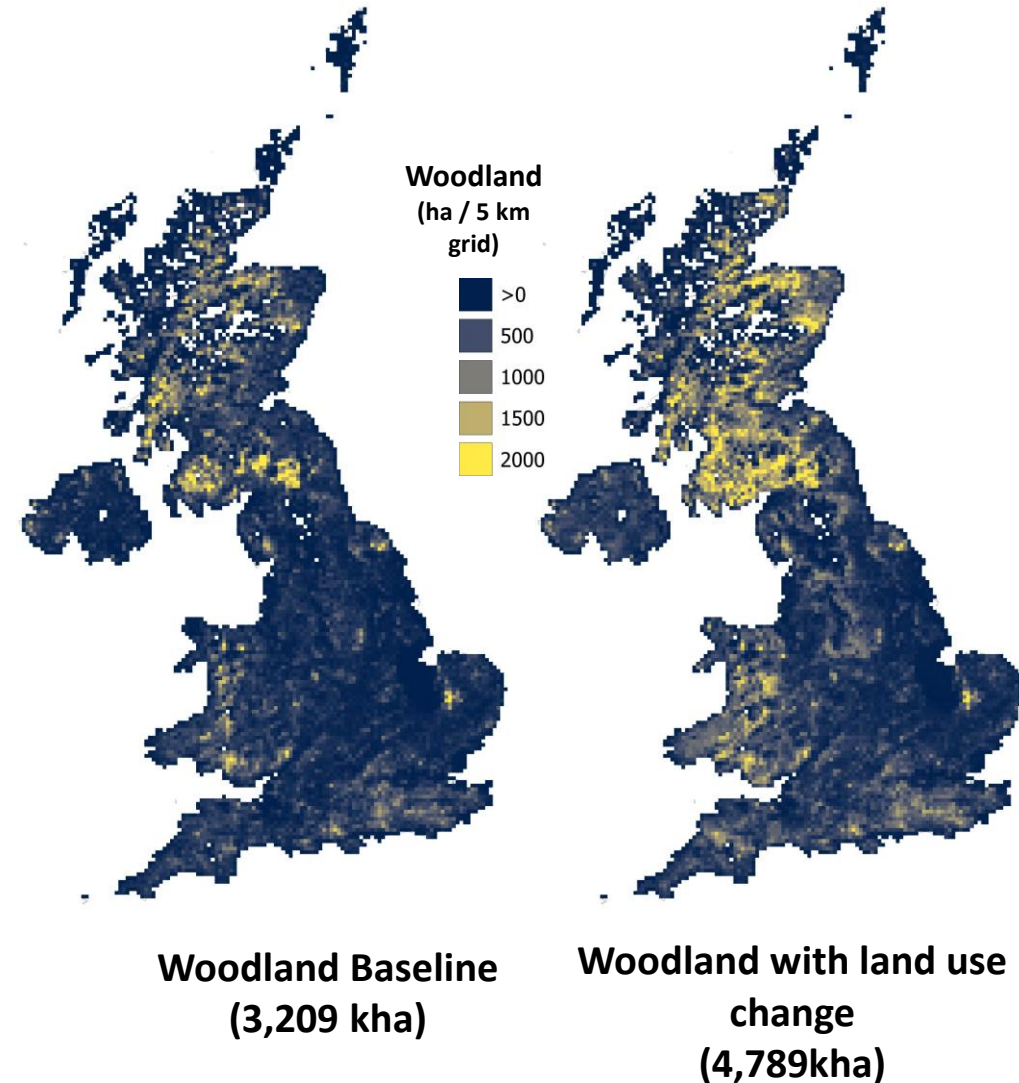 Woodland
(ha / 5 km
grid)
>0
500
1000
1500
2000
Woodland Baseline
(3,209 kha)
Woodland with land use
change
(4,789kha)